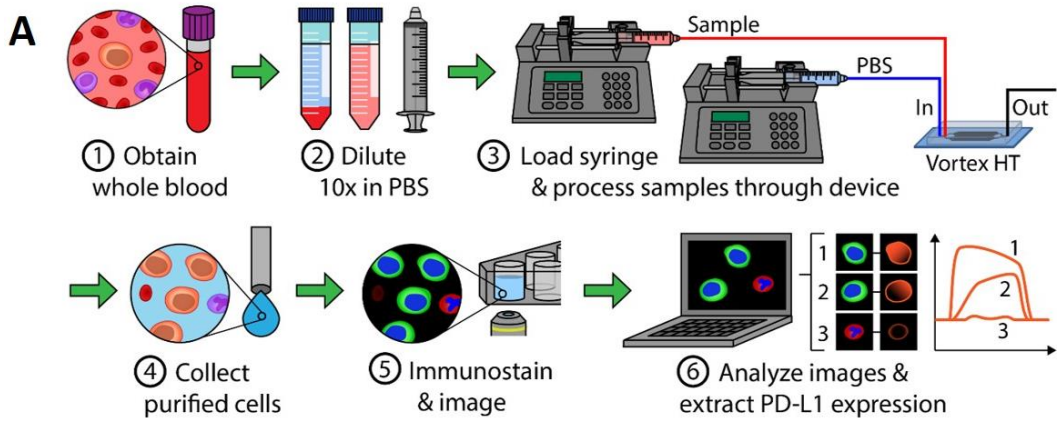 A
Sample
PBS
In
Out
Vortex HT
1 Obtain
whole blood
2 Dilute
10x in PBS
3 Load syringe
& process samples through device
4 Collect
purified cells
5 Immunostain
& image
1
2
3
1
2
3
6 Analyze images &
extract PD-L1 expression